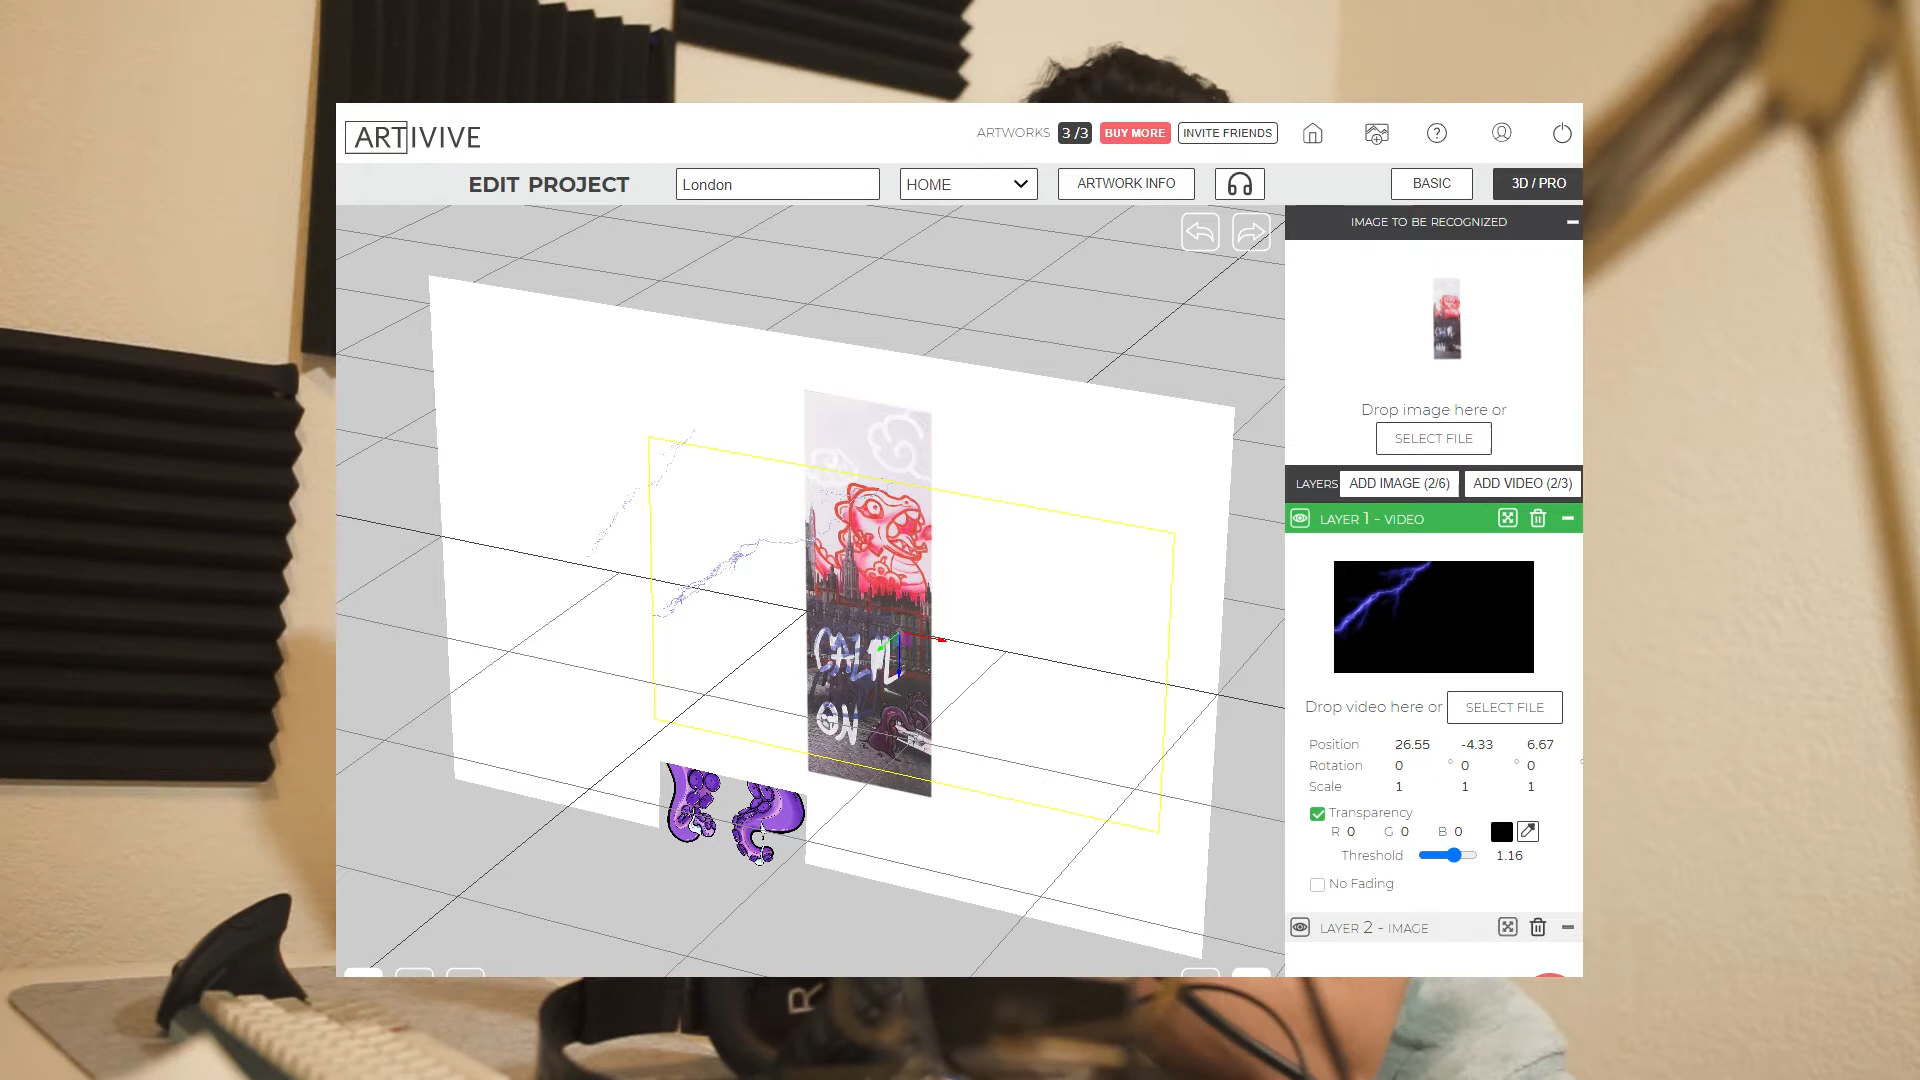 ARTIVIVE
ARTWORKS 3 /3 BUY MORE INVITE FRIENDS
EDIT PROJECT London HOME ARTWORK INFO BASIC 3D / PRO
IMAGE TO BE RECOGNIZED
Drop image here or
SELECT FILE
LAYERS ADD IMAGE (2/6) ADD VIDEO (2/3)
LAYER 1 - VIDEO
Drop video here or SELECT FILE
Position 26.55 -4.33 6.67
Rotation 0 ° 0 ° 0 °
Scale 1 1 1
Transparency
R 0 G 0 B 0
Threshold 1.16
No Fading
LAYER 2 - IMAGE
CALM
ON
R